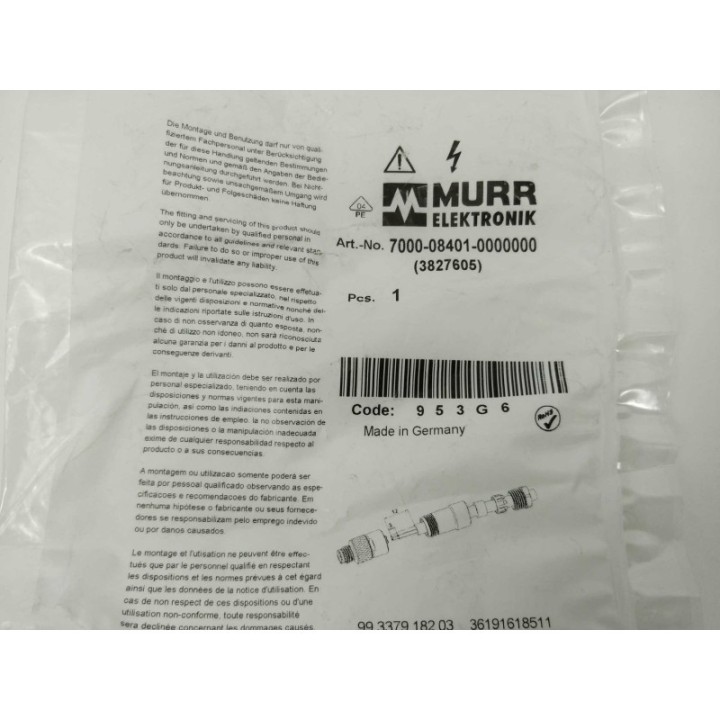 Die Montage und Benutzung darf nur von quali-
fiziertem Fachpersonal unter Berücksichtigung
der für diese Handlung geltenden Bestimmungen
und Normen und gemäß den Angaben der Bedie-
nungsanleitung durchgeführt werden. Bei Nicht-
beachtung sowie unsachgemäßem Umgang wird
für Produkt- und Folgeschäden keine Haftung
übernommen.
The fitting and servicing of this product should
only be undertaken by qualified personal in
accordance to all guidelines and relevant stan-
dards. Failure to do so or improper use of this
product will invalidate any liability.
Il montaggio e l'utilizzo possono essere effetua-
ti solo dal personale specializzato, nel rispetto
delle vigenti disposizioni e normative nonché del-
le indicazioni riportate sulle istruzioni d'uso. In
caso di non osservanza di quanto esposto, non-
ché di utilizzo non idoneo, non sarà riconosciuta
alcuna garanzia per i danni al prodotto e per le
conseguenze derivanti.
El montaje y la utilización debe ser realizado por
personal especializado, teniendo en cuenta las
disposiciones y normas vigentes para esta mani-
pulación, asi como las indiaciones contenidas en
las instrucciones de empleo. la no observación de
las disposiciones o la manipulación inadecuada
exime de cualquier responsabilidad respecto al
producto o a sus consecuencias.
A montagem ou utilizacao somente poderá ser
feita por pessoal qualificado observando as espe-
cificacoes e recomendacoes do fabricante. Em
nenhuma hipótese o fabricante ou seus fornece-
dores se responsabilizam pelo emprego indevido
ou por danos causados.
Le montage et l'utisation ne peuvent être effec-
tués que par le personnel qualifié en respectant
les dispositions et les normes prévues à cet égard
ainsi que les données de la notice d'utilisation. En
cas de non respect de ces dispositions ou d'une
utilisation non-conforme, toute responsabilité
sera déclinée concernant les dommages causés
04
PE
MURR
ELEKTRONIK
Art.-No. 7000-08401-0000000
(3827605)
Pcs. 1
Code: 953G6
Made in Germany
RoHS
99 3379 182 03 36191618511